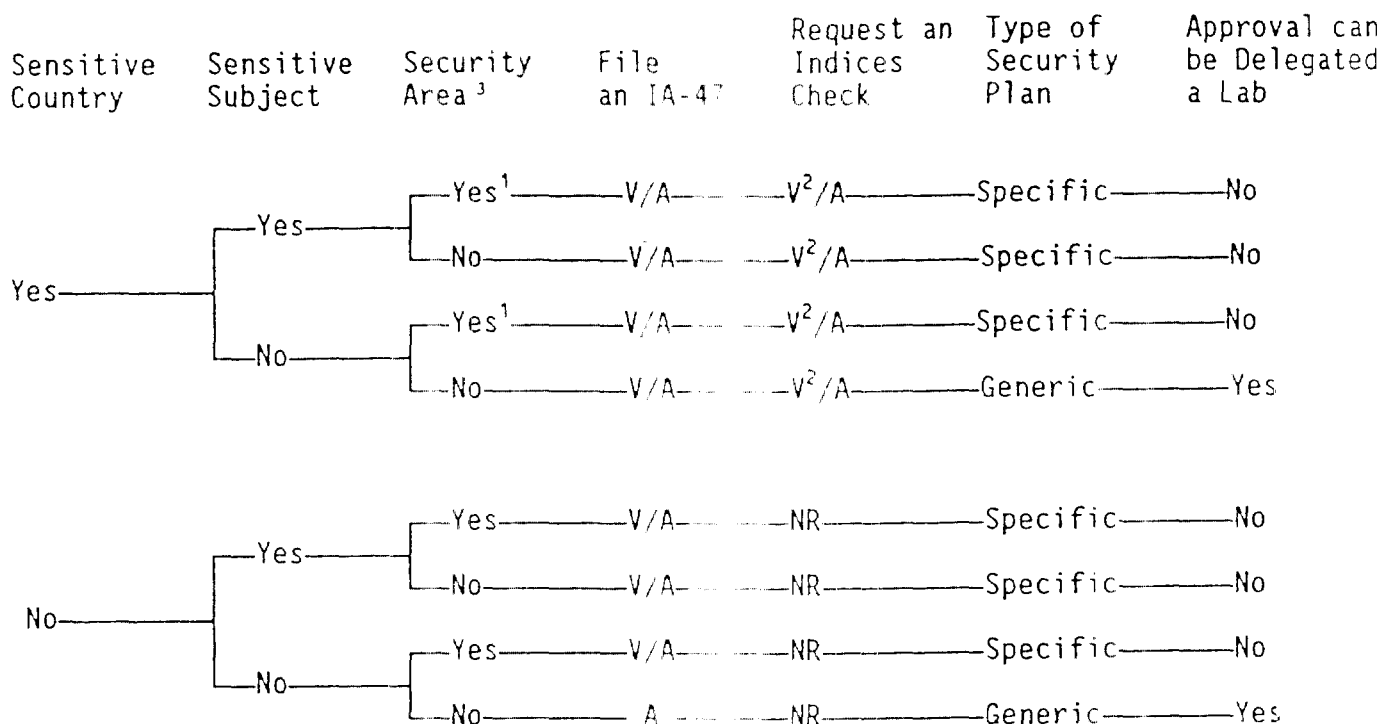 Sensitive Country Sensitive Subject Security Area ³ File an IA-47 Request an Indices Check Type of Security Plan Approval can be Delegated a Lab
Yes¹ V/A V²/A Specific No
Yes
No V/A V²/A Specific No
Yes
Yes¹ V/A V²/A Specific No
No
No V/A V²/A Generic Yes
Yes V/A NR Specific No
Yes
No V/A NR Specific No
No
Yes V/A NR Specific No
No
No A NR Generic Yes